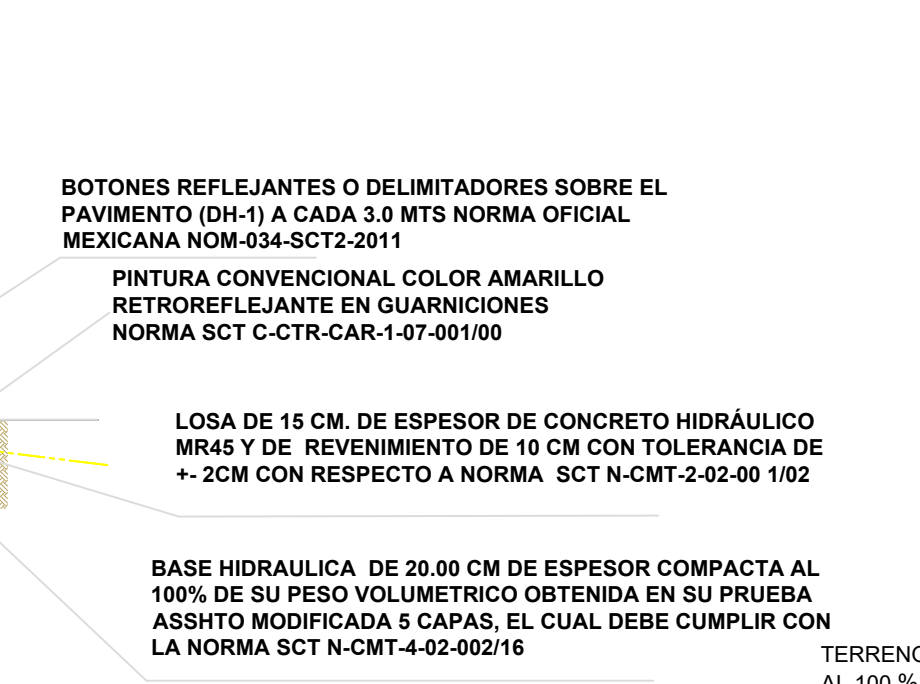 BOTONES REFLEJANTES O DELIMITADORES SOBRE EL
PAVIMENTO (DH-1) A CADA 3.0 MTS NORMA OFICIAL
MEXICANA NOM-034-SCT2-2011
PINTURA CONVENCIONAL COLOR AMARILLO
RETROREFLEJANTE EN GUARNICIONES
NORMA SCT C-CTR-CAR-1-07-001/00
LOSA DE 15 CM. DE ESPESOR DE CONCRETO HIDRÁULICO
MR45 Y DE REVENIMIENTO DE 10 CM CON TOLERANCIA DE
+- 2CM CON RESPECTO A NORMA SCT N-CMT-2-02-00 1/02
BASE HIDRAULICA DE 20.00 CM DE ESPESOR COMPACTA AL
100% DE SU PESO VOLUMETRICO OBTENIDA EN SU PRUEBA
ASSHTO MODIFICADA 5 CAPAS, EL CUAL DEBE CUMPLIR CON
LA NORMA SCT N-CMT-4-02-002/16
AL 100 %